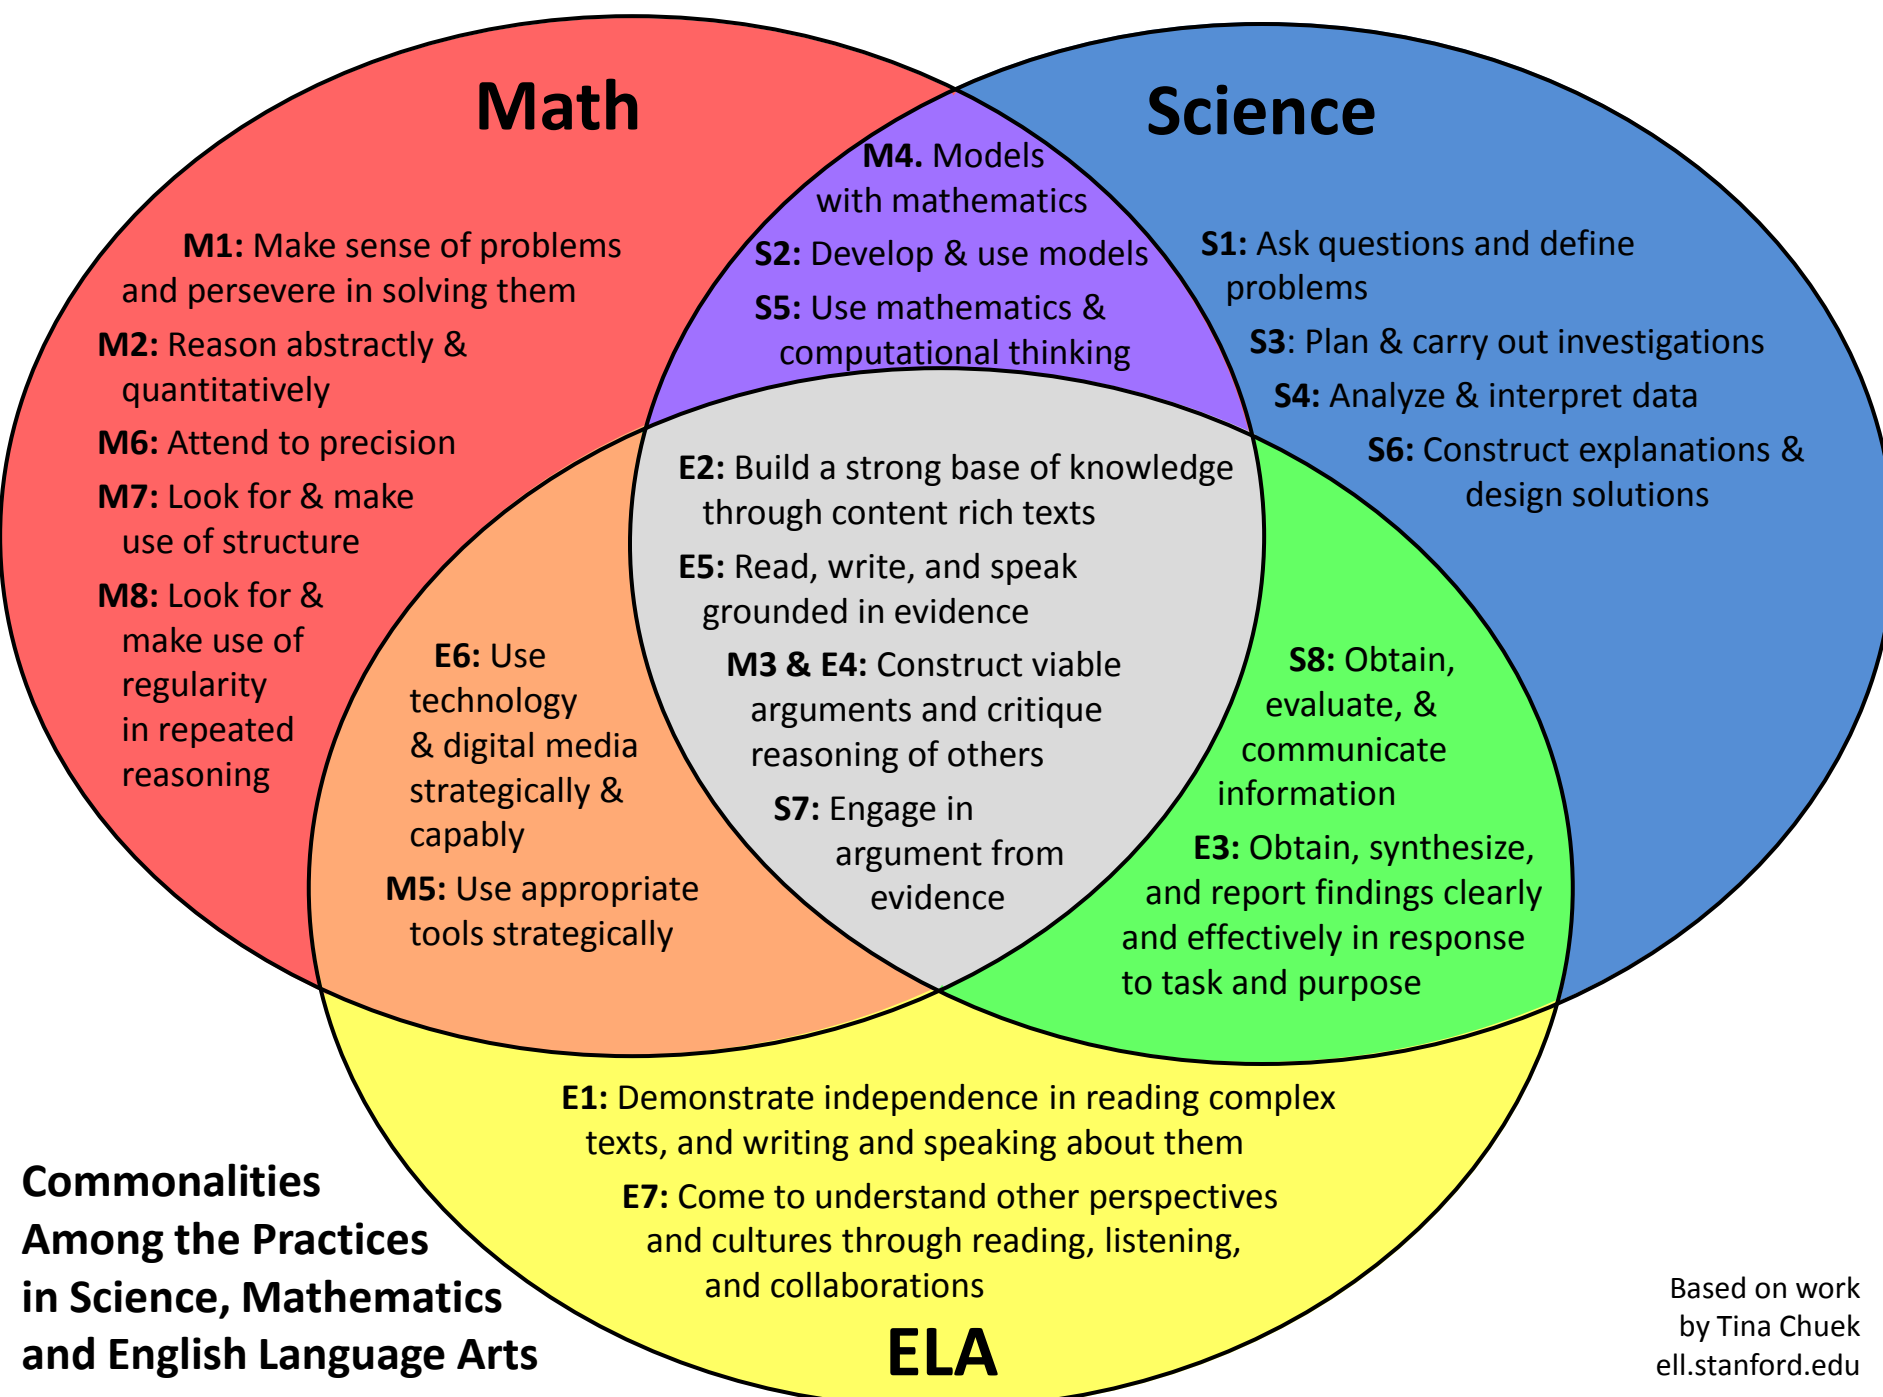 Math
Science
M4. Models
with mathematics
S2: Develop & use models
S5: Use mathematics &
computational thinking
M1: Make sense of problems
and persevere in solving them
M2: Reason abstractly &
quantitatively
M6: Attend to precision
M7: Look for & make
use of structure
M8: Look for &
make use of
regularity
in repeated
reasoning
S1: Ask questions and define
problems
S3: Plan & carry out investigations
S4: Analyze & interpret data
S6: Construct explanations &
design solutions
E2: Build a strong base of knowledge
through content rich texts
E5: Read, write, and speak
grounded in evidence
M3 & E4: Construct viable
arguments and critique
reasoning of others
S7: Engage in
argument from
evidence
E6: Use
technology
& digital media
strategically &
capably
M5: Use appropriate
tools strategically
S8: Obtain,
evaluate, &
communicate
information
E3: Obtain, synthesize,
and report findings clearly
and effectively in response
to task and purpose
E1: Demonstrate independence in reading complex
texts, and writing and speaking about them
E7: Come to understand other perspectives
and cultures through reading, listening,
and collaborations
ELA
Commonalities
Among the Practices
in Science, Mathematics
and English Language Arts
Based on work
by Tina Chuek
ell.stanford.edu